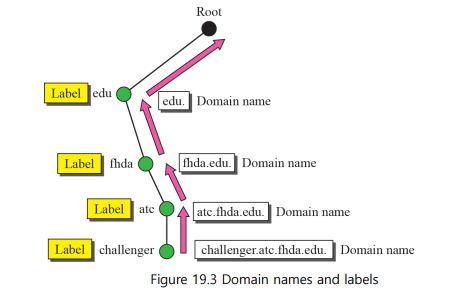 Root
Label edu edu. Domain name
Label fhda fhda.edu. Domain name
Label atc atc.fhda.edu. Domain name
Label challenger challenger.atc.fhda.edu. Domain name
Figure 19.3 Domain names and labels